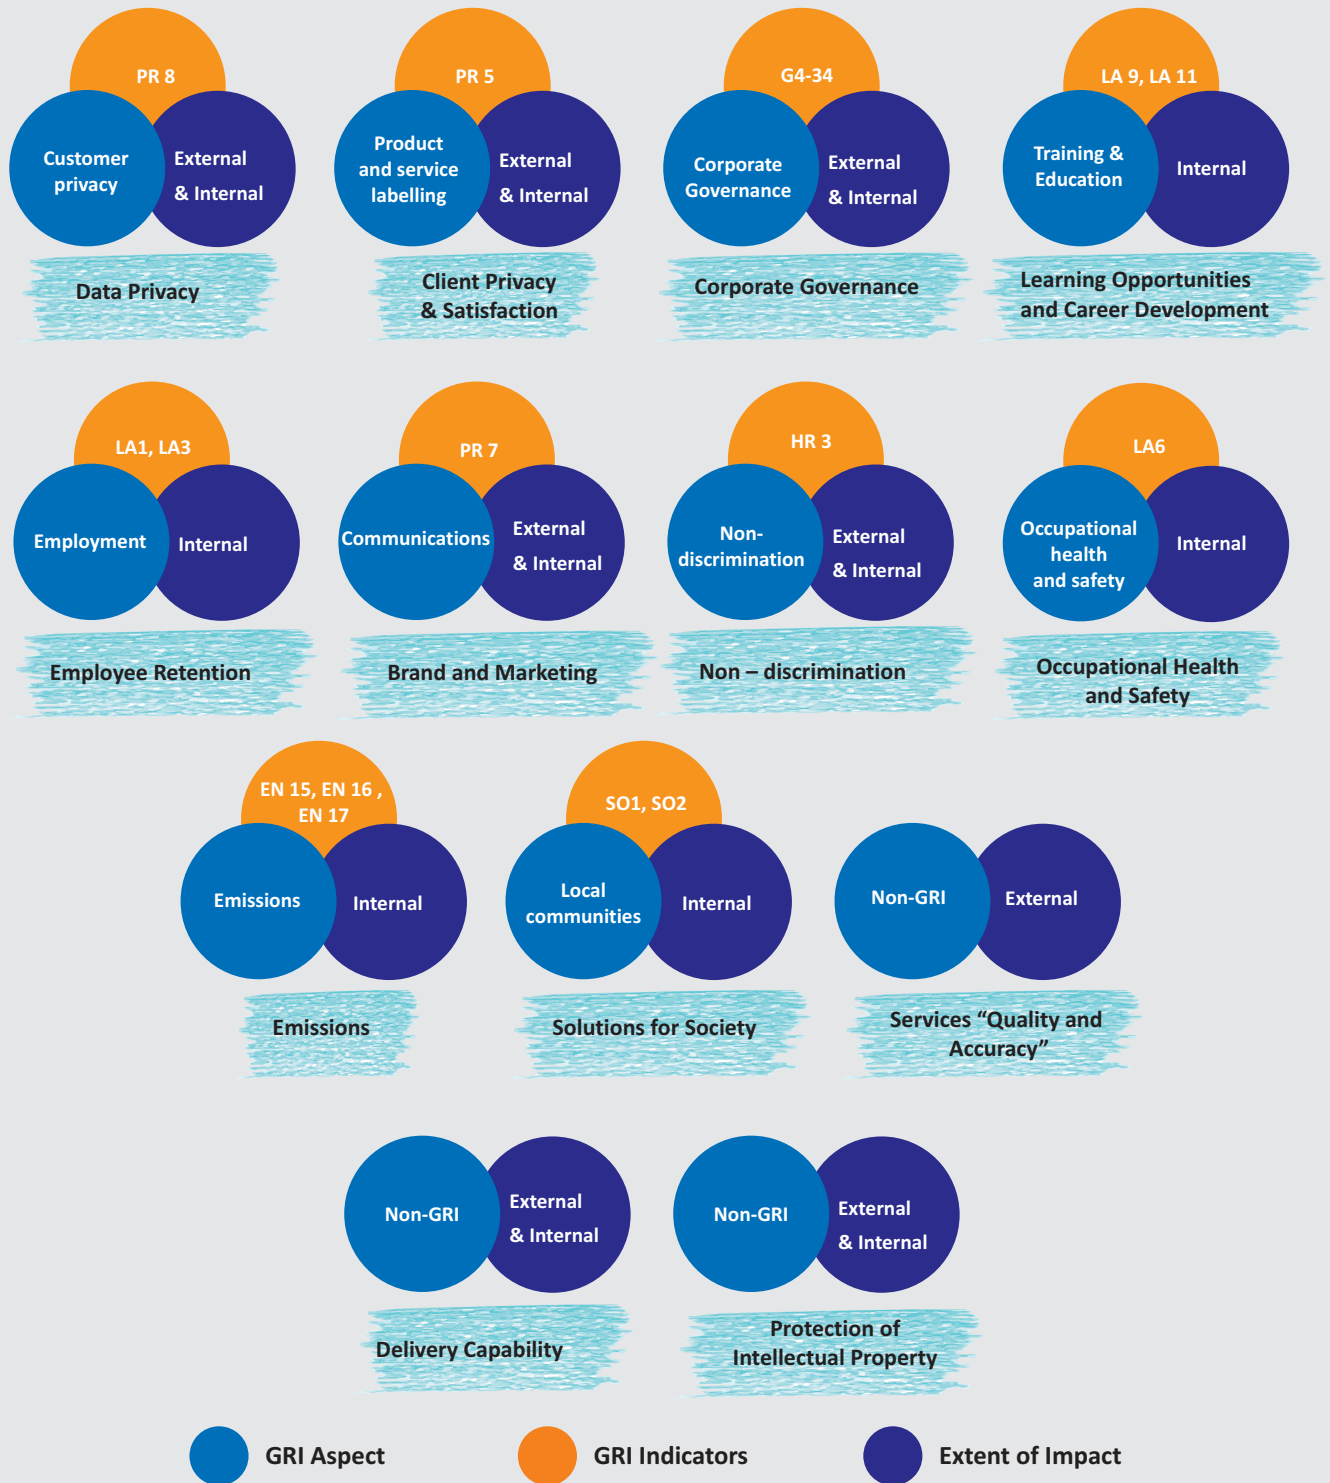 PR 8
Customer
privacy
External
& Internal
Data Privacy
PR 5
Product
and service
labelling
External
& Internal
Client Privacy
& Satisfaction
G4-34
Corporate
Governance
External
& Internal
Corporate Governance
LA 9, LA 11
Training &
Education
Internal
Learning Opportunities
and Career Development
LA1, LA3
Employment
Internal
Employee Retention
PR 7
Communications
External
& Internal
Brand and Marketing
HR 3
Non-
discrimination
External
& Internal
Non – discrimination
LA6
Occupational
health
and safety
Internal
Occupational Health
and Safety
EN 15, EN 16 ,
EN 17
Emissions
Internal
Emissions
SO1, SO2
Local
communities
Internal
Solutions for Society
Non-GRI
External
Services “Quality and
Accuracy”
Non-GRI
External
& Internal
Delivery Capability
Non-GRI
External
& Internal
Protection of
Intellectual Property
GRI Aspect
GRI Indicators
Extent of Impact